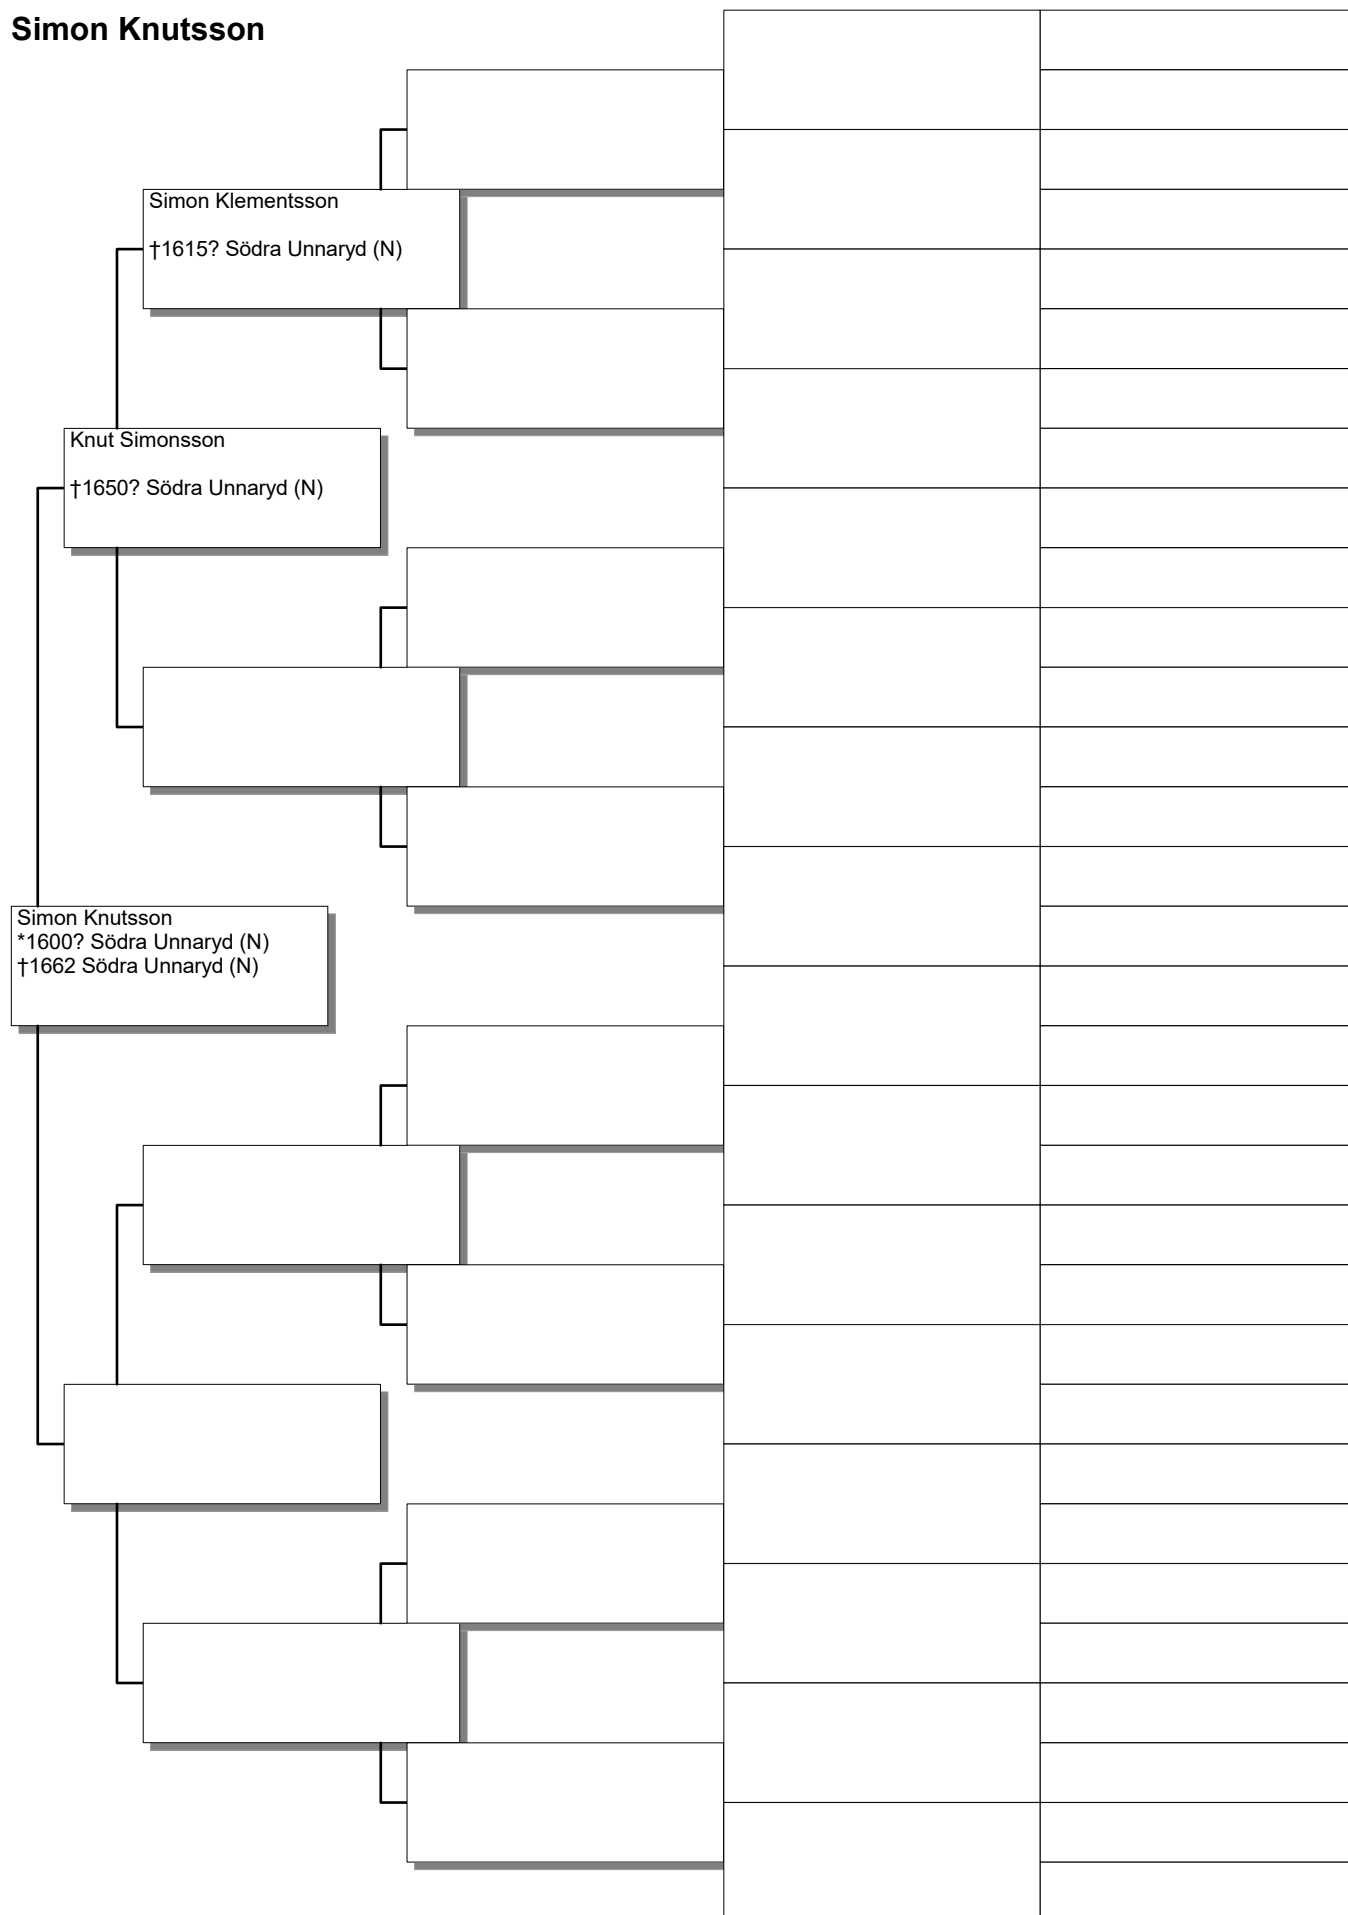 Simon Knutsson
Simon Klementsson
†1615? Södra Unnaryd (N)
Knut Simonsson
†1650? Södra Unnaryd (N)
Simon Knutsson
*1600? Södra Unnaryd (N)
†1662 Södra Unnaryd (N)